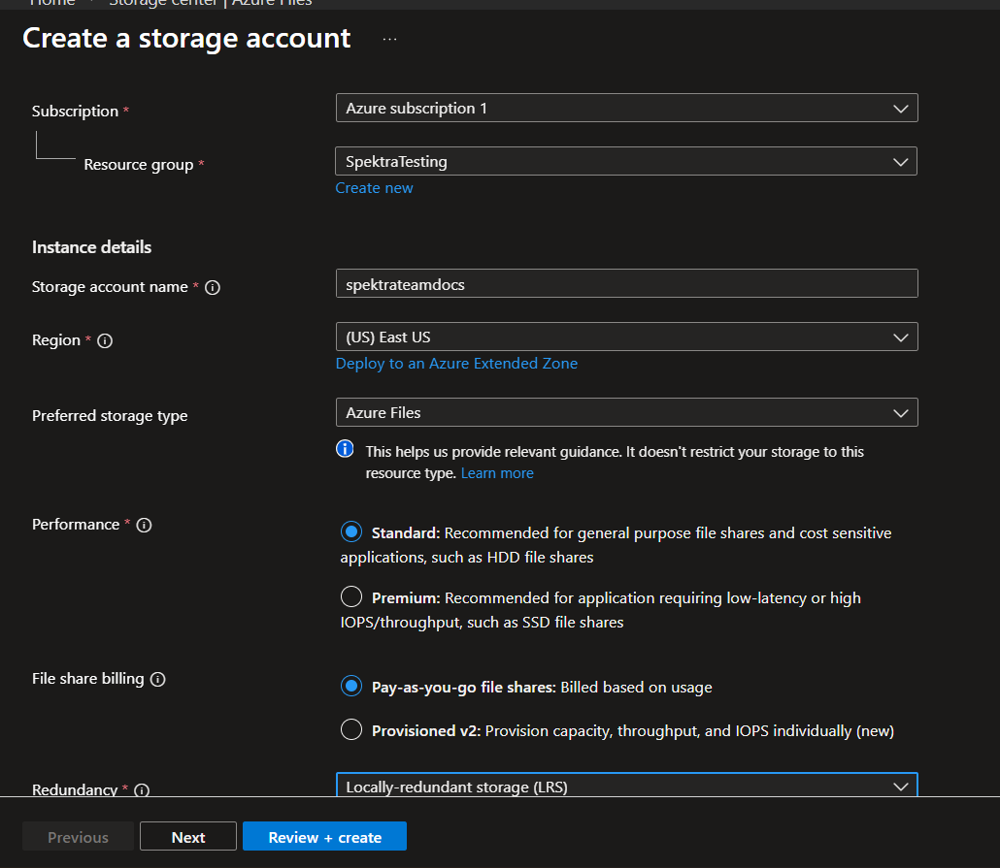 Home Storage center | Azure Files
Create a storage account ...
Subscription *
Azure subscription 1
Resource group *
SpektraTesting
Create new
Instance details
Storage account name *
spektrateamdocs
Region *
(US) East US
Deploy to an Azure Extended Zone
Preferred storage type
Azure Files
This helps us provide relevant guidance. It doesn't restrict your storage to this
resource type. Learn more
Performance *
Standard: Recommended for general purpose file shares and cost sensitive
applications, such as HDD file shares
Premium: Recommended for application requiring low-latency or high
IOPS/throughput, such as SSD file shares
File share billing
Pay-as-you-go file shares: Billed based on usage
Provisioned v2: Provision capacity, throughput, and IOPS individually (new)
Redundancy *
Locally-redundant storage (LRS)
Previous
Next
Review + create